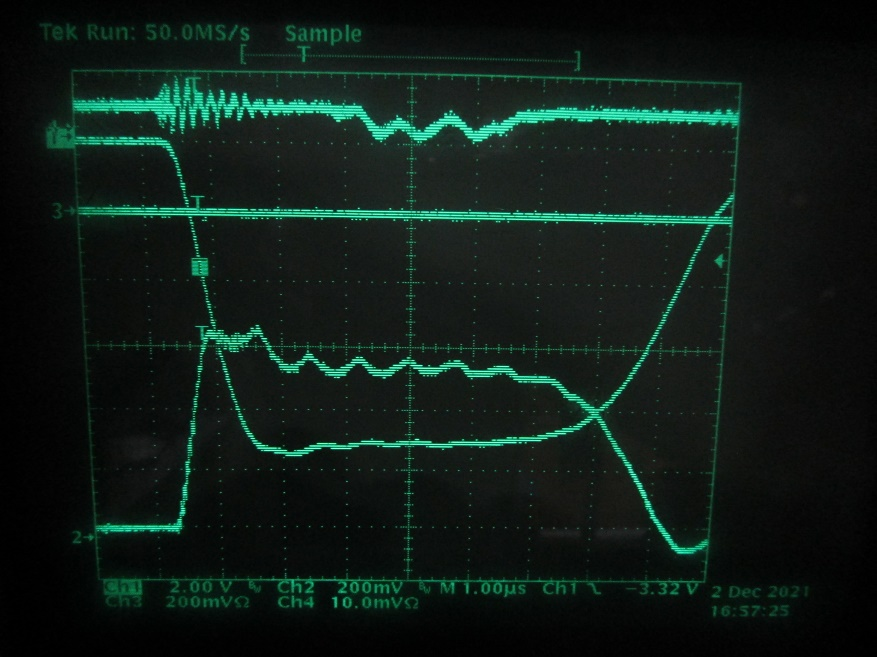 Tek Run: 50.0MS/s Sample
[ T ]
T
T
3→
T
T
2→
Ch1 2.00 V Ch2 200mV M 1.00µs Ch1 -3.32 V
Ch3 200mVΩ Ch4 10.0mVΩ
2 Dec 2021
16:57:25